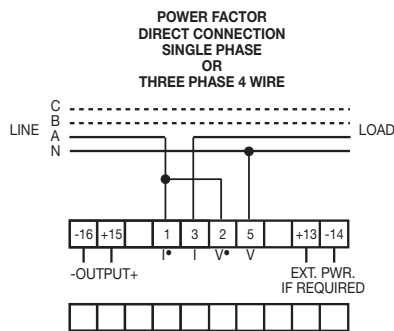 POWER FACTOR
DIRECT CONNECTION
SINGLE PHASE
OR
THREE PHASE 4 WIRE
C
B
LINE A LOAD
N
-16 +15 1 3 2 5 +13 -14
I• I V• V
-OUTPUT+ EXT. PWR.
IF REQUIRED